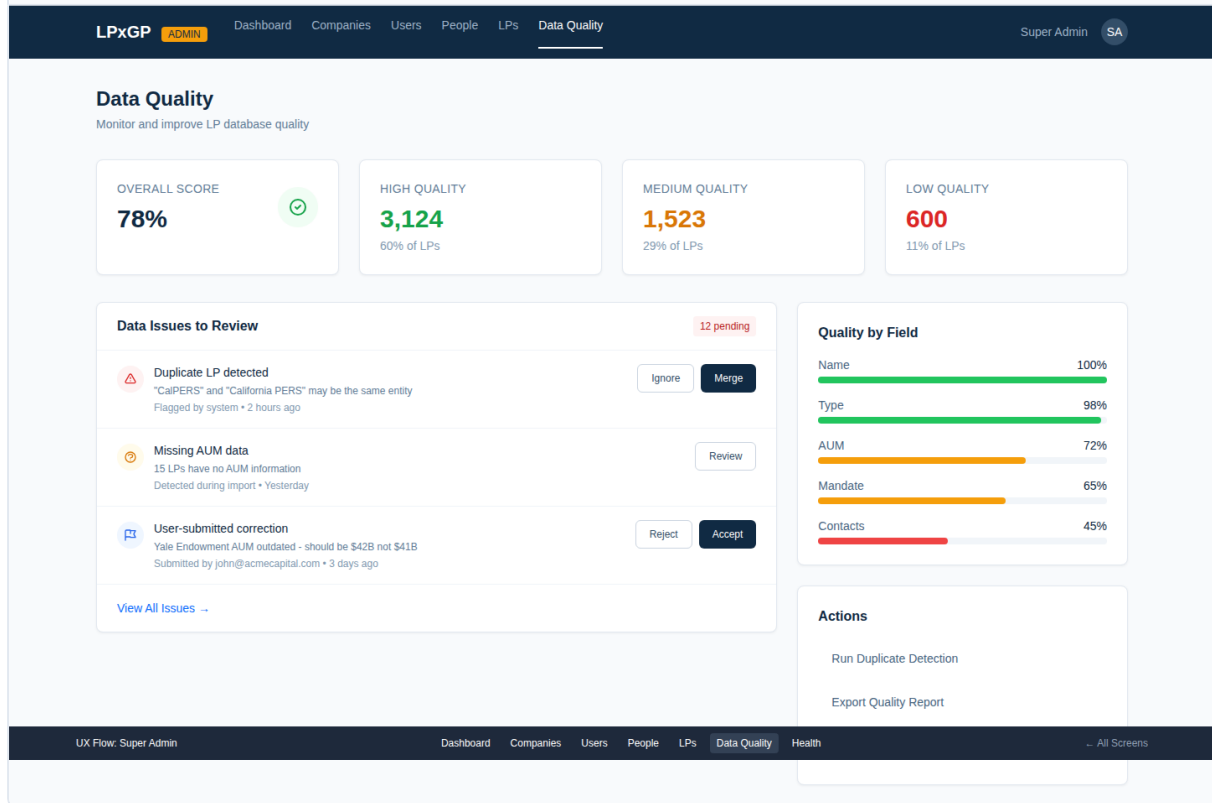 LPxGP ADMIN Dashboard Companies Users People LPs Data Quality Super Admin SA
Data Quality
Monitor and improve LP database quality
OVERALL SCORE
78%
HIGH QUALITY
3,124
60% of LPs
MEDIUM QUALITY
1,523
29% of LPs
LOW QUALITY
600
11% of LPs
Data Issues to Review 12 pending
Duplicate LP detected
"CalPERS" and "California PERS" may be the same entity
Flagged by system • 2 hours ago
Ignore Merge
Missing AUM data
15 LPs have no AUM information
Detected during import • Yesterday
Review
User-submitted correction
Yale Endowment AUM outdated - should be $42B not $41B
Submitted by john@acmecapital.com • 3 days ago
Reject Accept
View All Issues →
Quality by Field
Name 100%
Type 98%
AUM 72%
Mandate 65%
Contacts 45%
Actions
Run Duplicate Detection
Export Quality Report
UX Flow: Super Admin Dashboard Companies Users People LPs Data Quality Health ← All Screens